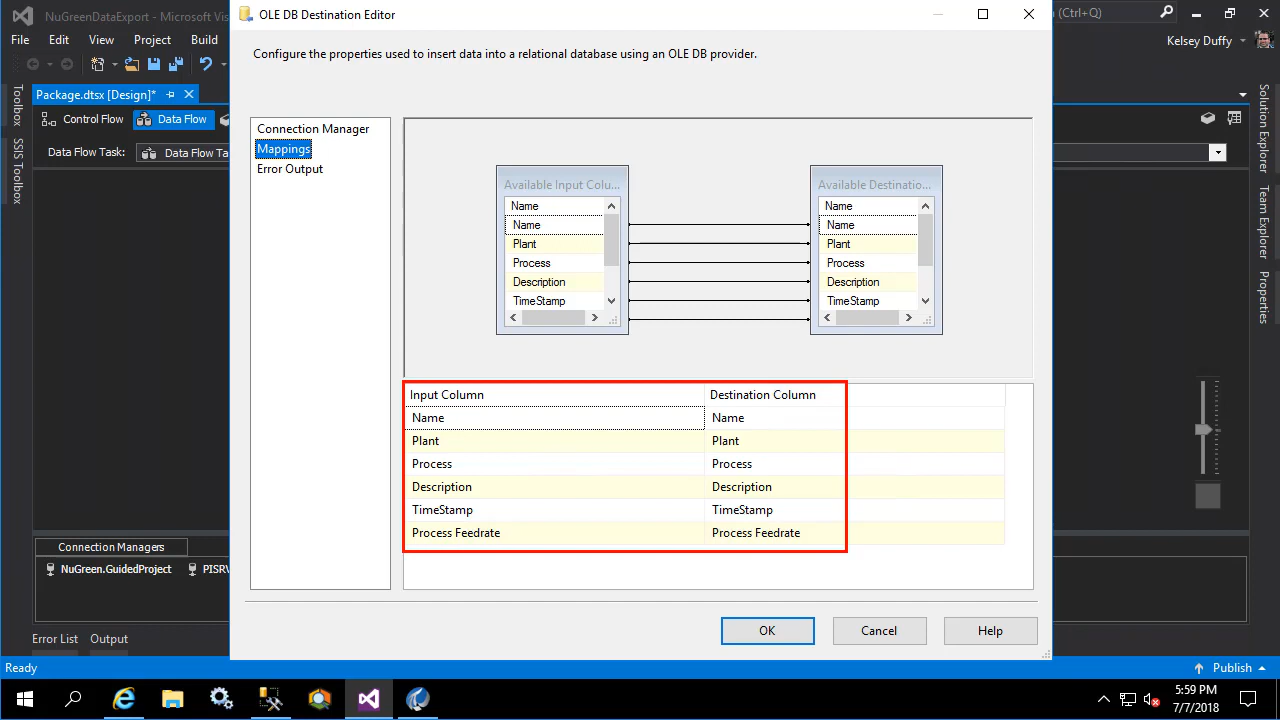 NuGreenDataExport - Microsoft Vis
OLE DB Destination Editor
(Ctrl+Q)
File Edit View Project Build
Kelsey Duffy
Configure the properties used to insert data into a relational database using an OLE DB provider.
Package.dtsx [Design]*
Toolbox
SSIS Toolbox
Control Flow Data Flow
Data Flow Task: Data Flow Ta
Connection Manager
Mappings
Error Output
Available Input Colu...
Name
Name
Plant
Process
Description
TimeStamp
Available Destinatio...
Name
Name
Plant
Process
Description
TimeStamp
Solution Explorer
Team Explorer
Properties
Input Column Destination Column
Name Name
Plant Plant
Process Process
Description Description
TimeStamp TimeStamp
Process Feedrate Process Feedrate
Connection Managers
NuGreen.GuidedProject PISRV
OK Cancel Help
Error List Output
Ready
Publish
5:59 PM
7/7/2018